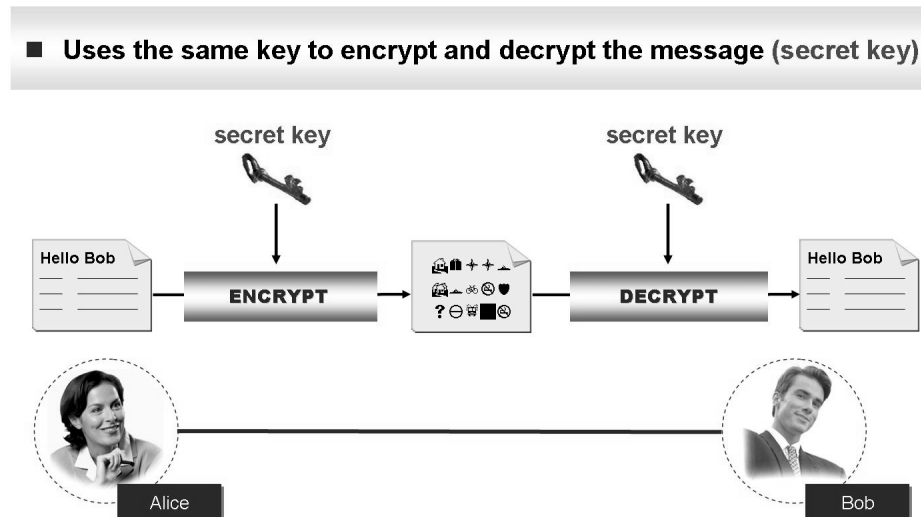 Uses the same key to encrypt and decrypt the message (secret key)
secret key
secret key
Hello Bob
ENCRYPT
DECRYPT
Hello Bob
Alice
Bob